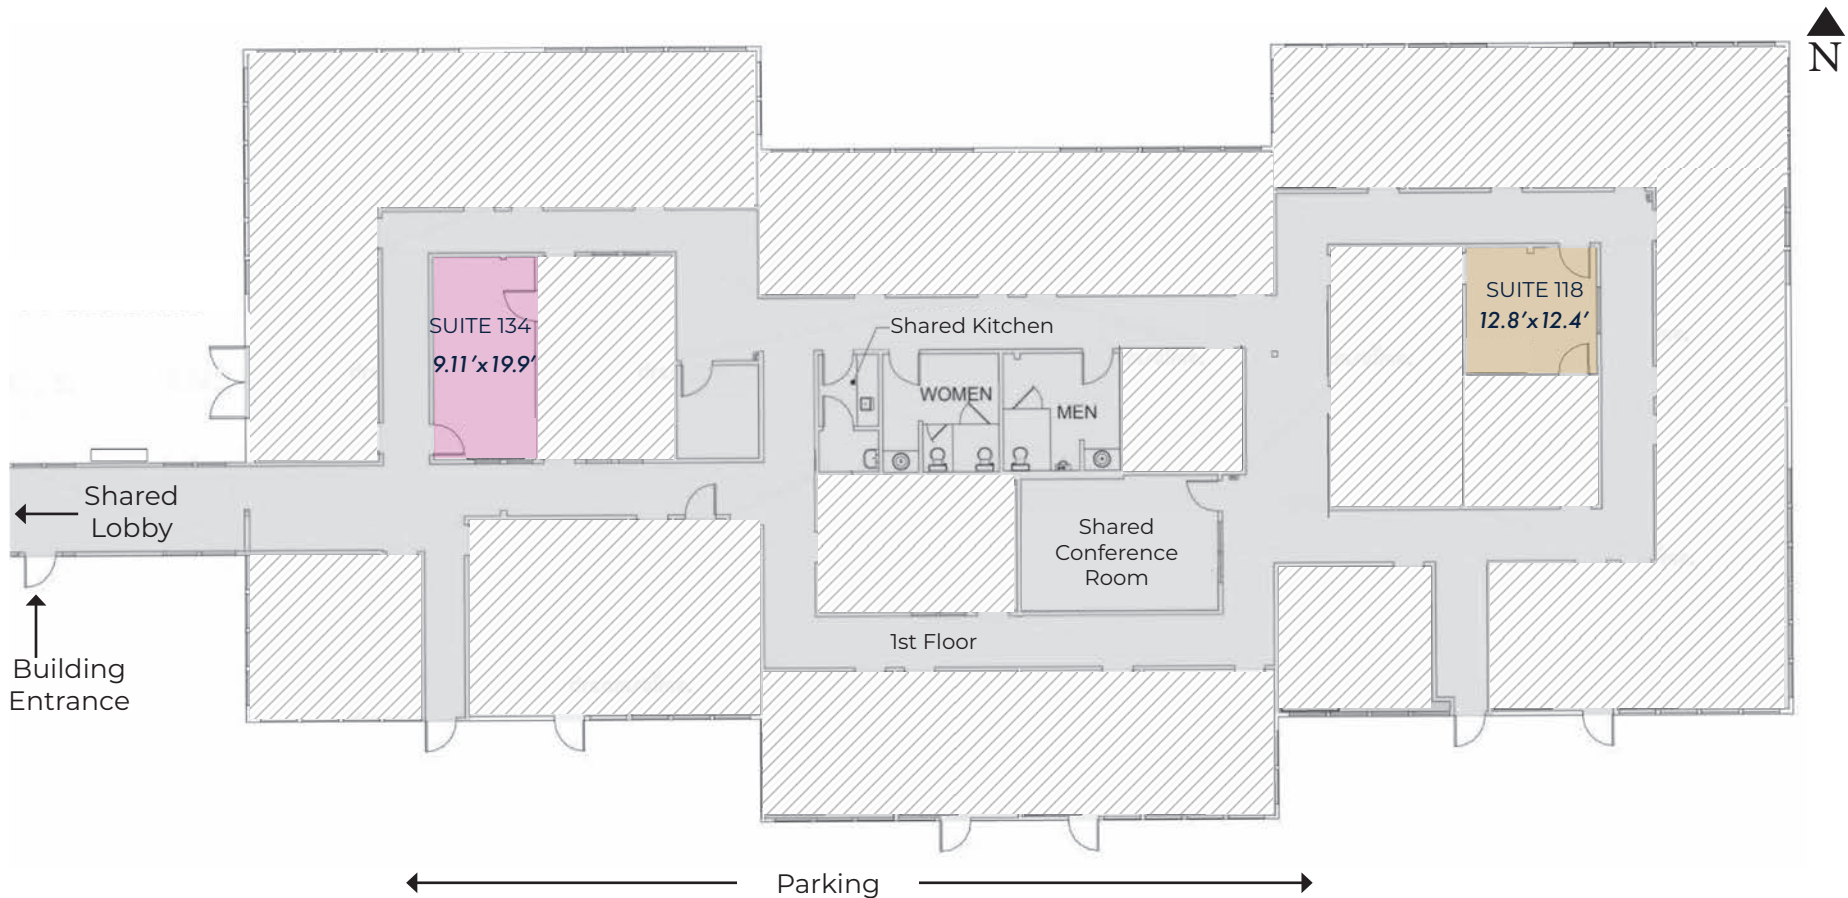 N
SUITE 118
12.8'x12.4'
SUITE 134
9.11'x19.9'
Shared Kitchen
WOMEN
MEN
Shared
Lobby
Shared
Conference
Room
1st Floor
Building
Entrance
Parking